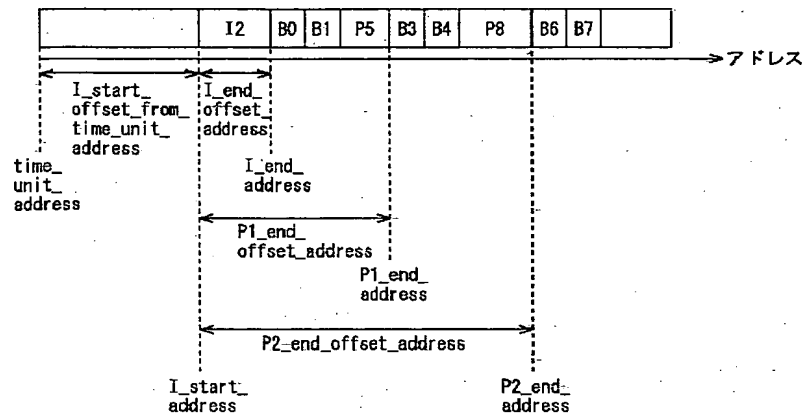 I2 B0 B1 P5 B3 B4 P8 B6 B7
アドレス
I_start_
offset_from_
time_unit_
address
I_end_
offset_
address
time_
unit_
address
I_end_
address
P1_end_
offset_address
P1_end_
address
P2_end_offset_address
I_start_
address
P2_end_
address